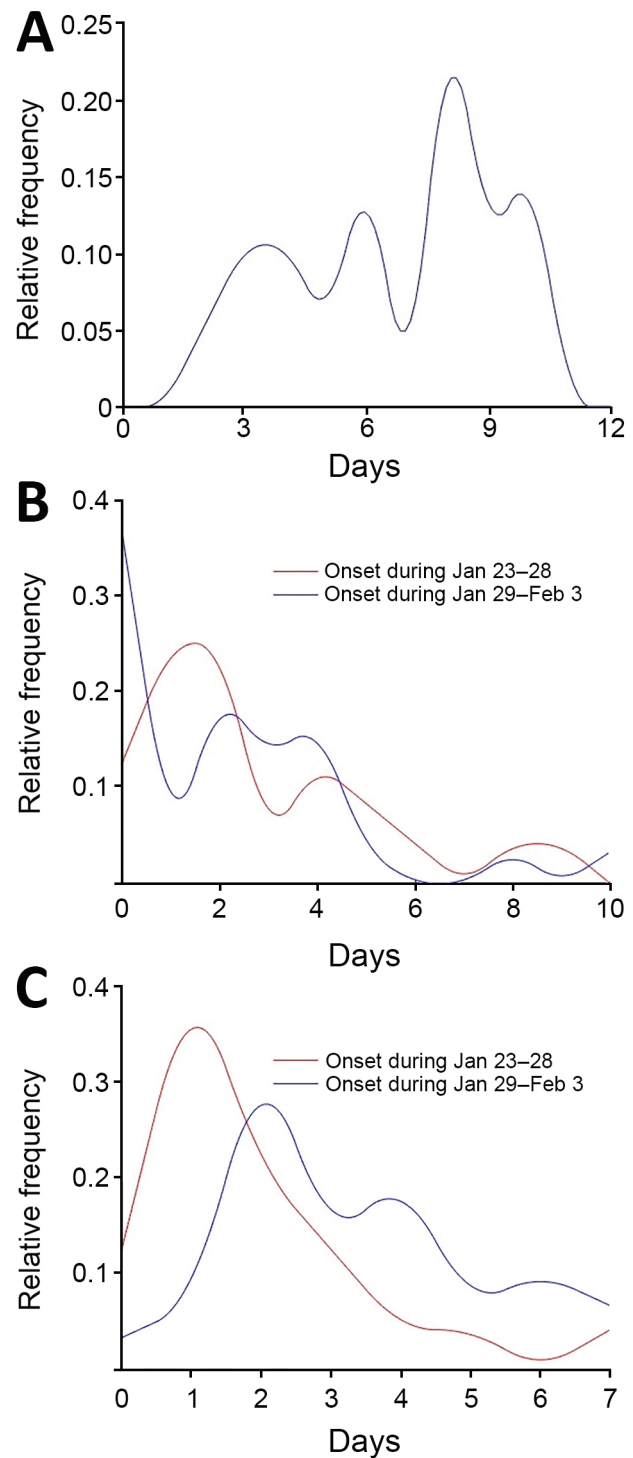 A
Relative frequency
0.25
0.20
0.15
0.10
0.05
0
0 3 6 9 12
Days
B
Relative frequency
0.4
0.3
0.2
0.1
Onset during Jan 23–28
Onset during Jan 29–Feb 3
0 2 4 6 8 10
Days
C
Relative frequency
0.4
0.3
0.2
0.1
Onset during Jan 23–28
Onset during Jan 29–Feb 3
0 1 2 3 4 5 6 7
Days